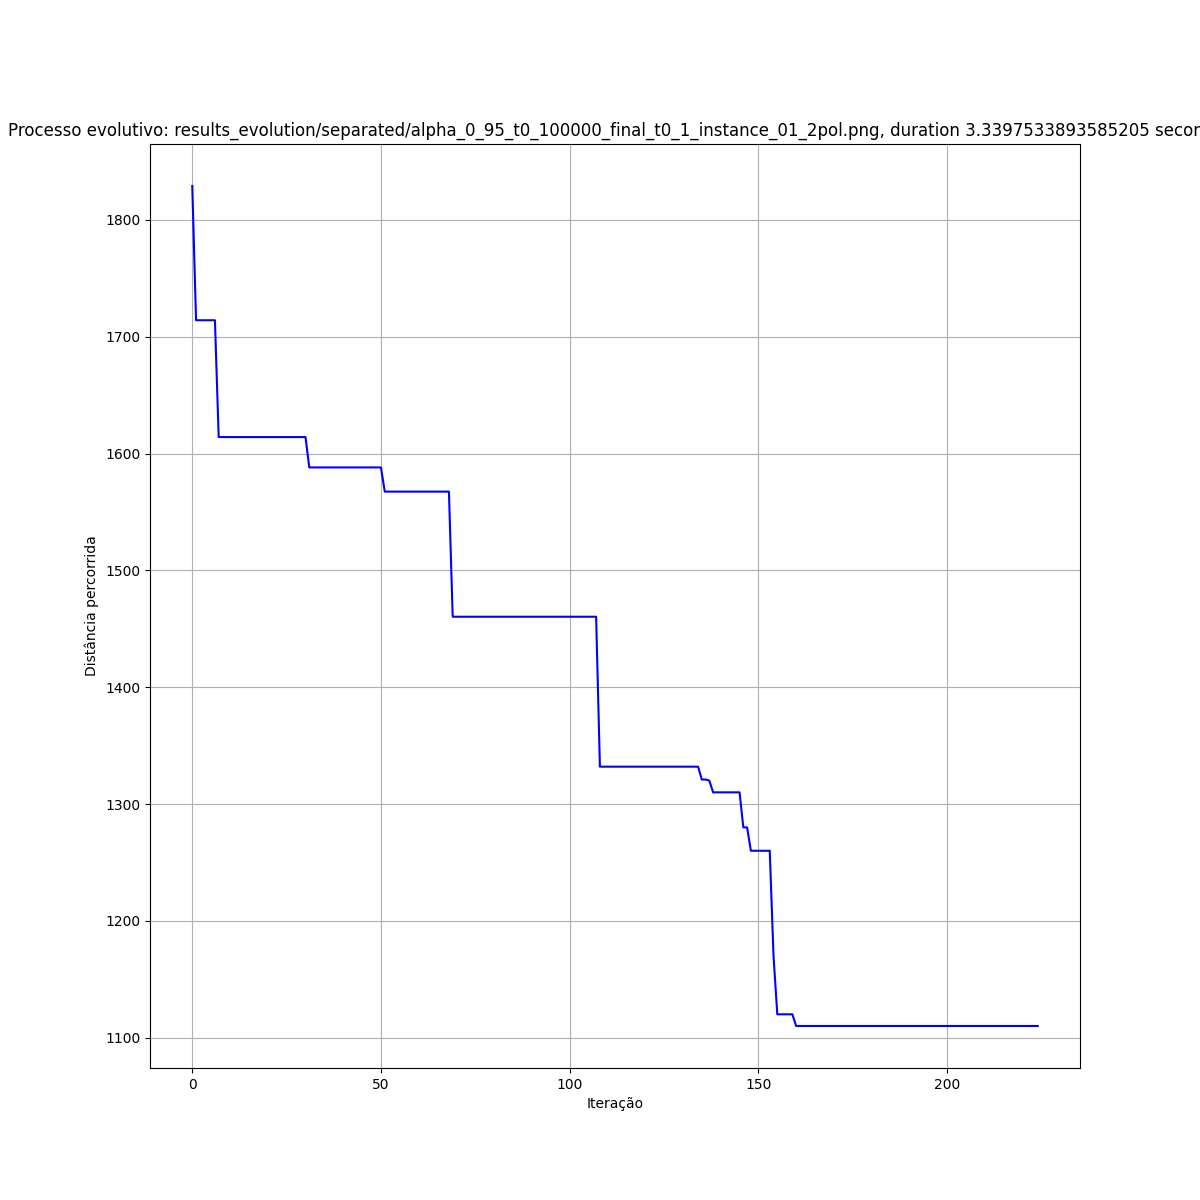 Processo evolutivo: results_evolution/separated/alpha_0_95_t0_100000_final_t0_1_instance_01_2pol.png, duration 3.3397533893585205 secor
1800
1700
1600
1500
1400
1300
1200
1100
Distância percorrida
0 50 100 150 200
Iteração